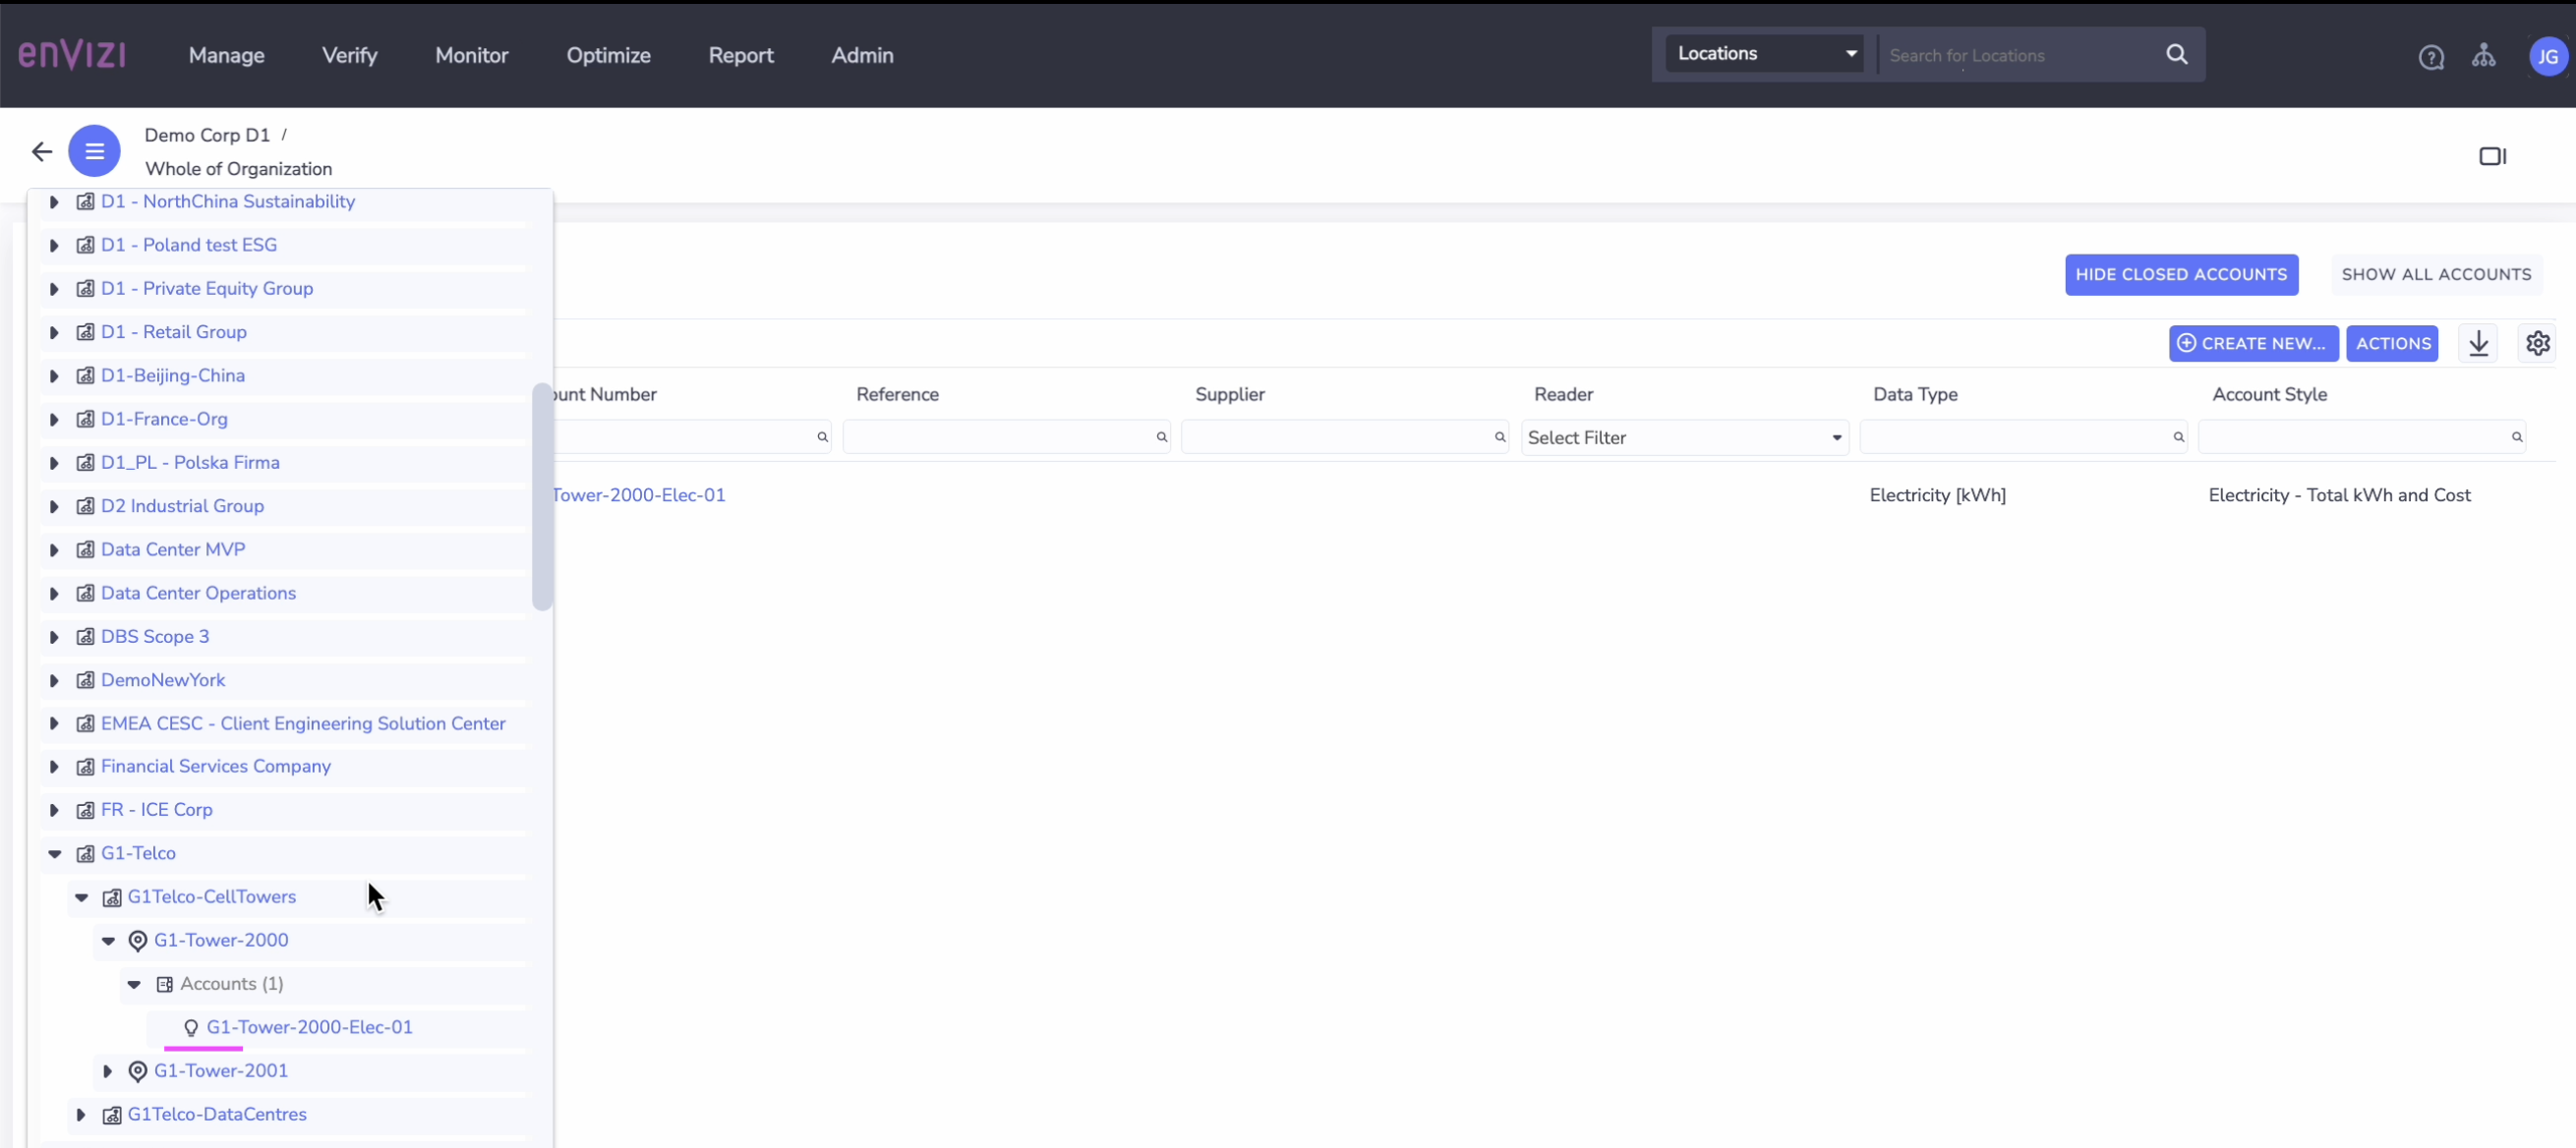 enVIZI Manage Verify Monitor Optimize Report Admin Locations Search for Locations JG
Demo Corp D1 /
Whole of Organization
D1 - NorthChina Sustainability
D1 - Poland test ESG
D1 - Private Equity Group
D1 - Retail Group
D1-Beijing-China
D1-France-Org
D1_PL - Polska Firma
D2 Industrial Group
Data Center MVP
Data Center Operations
DBS Scope 3
DemoNewYork
EMEA CESC - Client Engineering Solution Center
Financial Services Company
FR - ICE Corp
G1-Telco
G1Telco-CellTowers
G1-Tower-2000
Accounts (1)
G1-Tower-2000-Elec-01
G1-Tower-2001
G1Telco-DataCentres
HIDE CLOSED ACCOUNTS SHOW ALL ACCOUNTS
CREATE NEW... ACTIONS
ount Number Reference Supplier Reader Data Type Account Style
Select Filter
Tower-2000-Elec-01 Electricity [kWh] Electricity - Total kWh and Cost